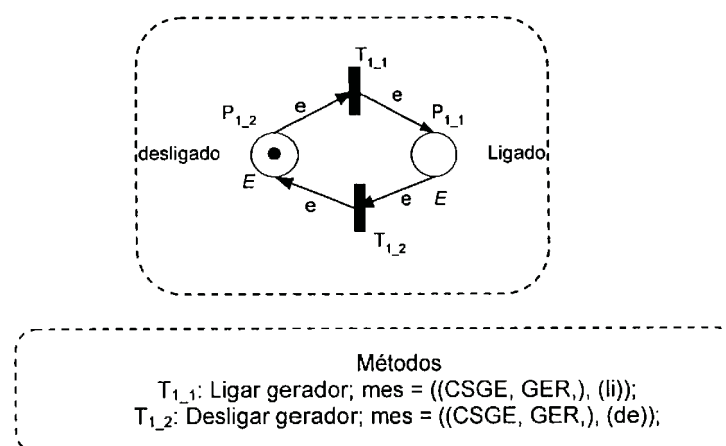 T1_1
e
e
P1_2
P1_1
desligado
Ligado
E
E
e
e
T1_2
Métodos
T1_1: Ligar gerador; mes = ((CSGE, GER,), (li));
T1_2: Desligar gerador; mes = ((CSGE, GER,), (de));